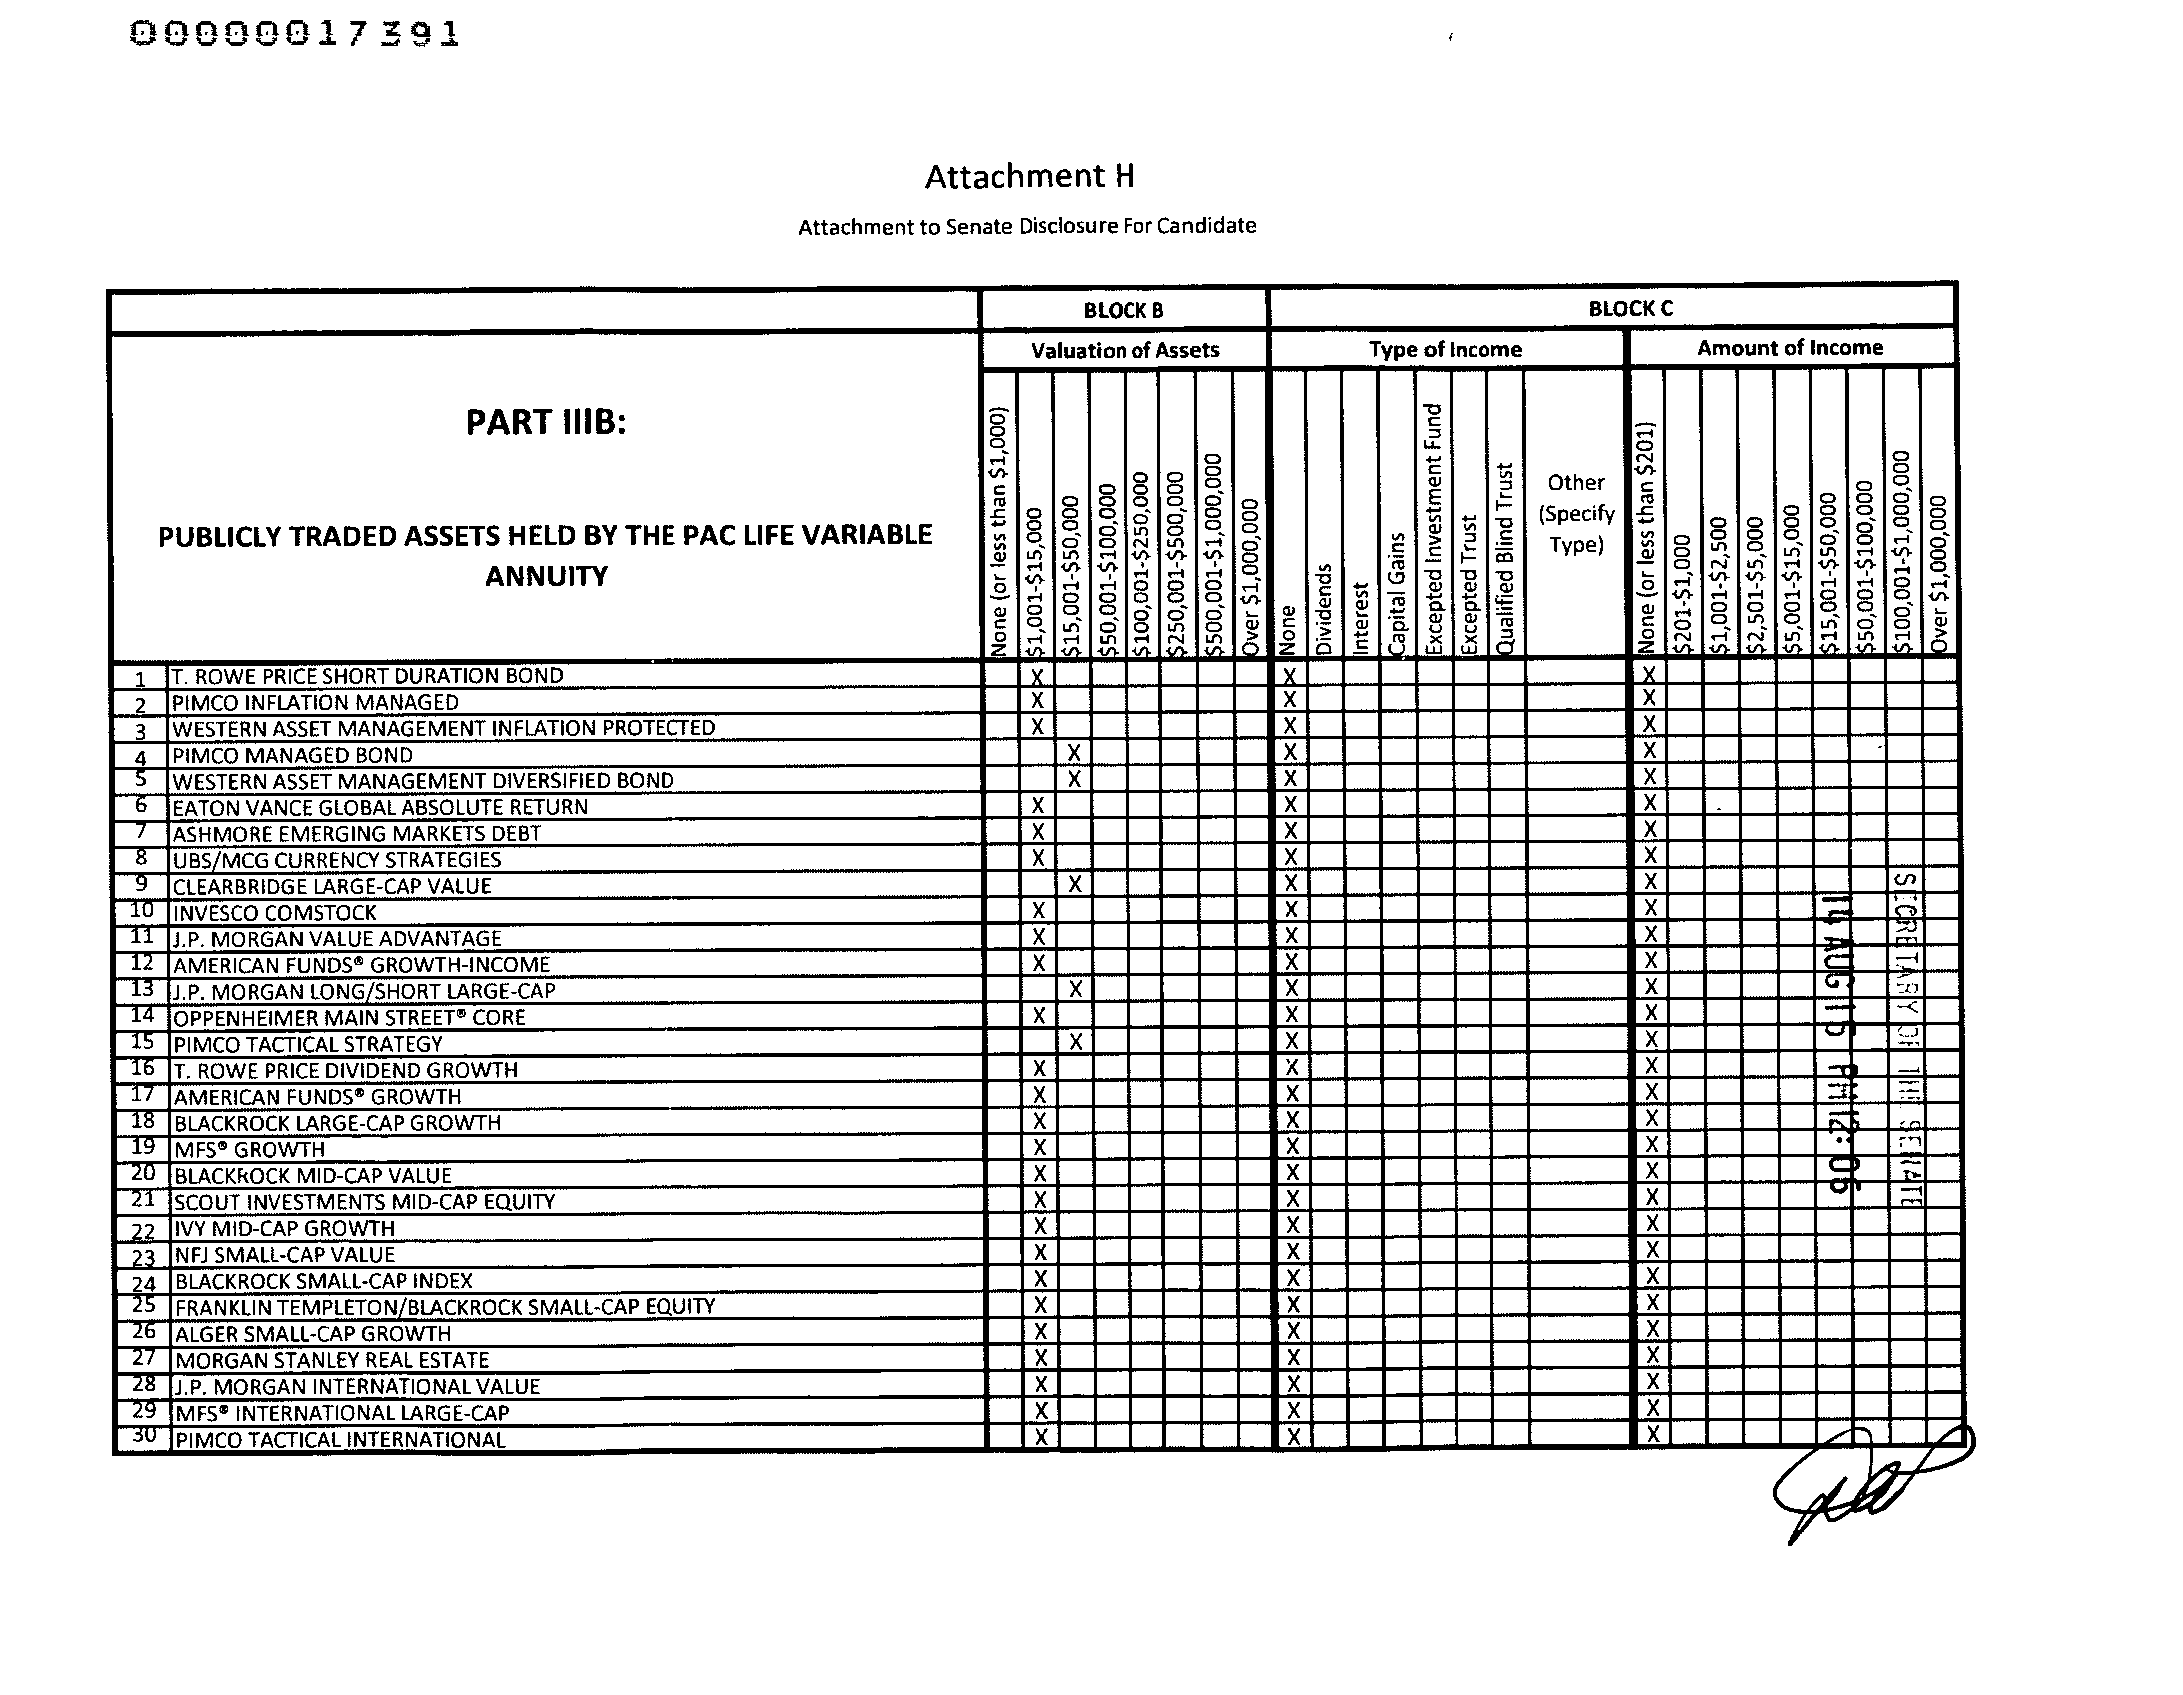 00000017391
Attachment H
Attachment to Senate Disclosure For Candidate
BLOCK B BLOCK C
Valuation of Assets Type of Income Amount of Income
PART IIIB:
PUBLICLY TRADED ASSETS HELD BY THE PAC LIFE VARIABLE
ANNUITY
None (or less than $1,000)
$1,001-$15,000
$15,001-$50,000
$50,001-$100,000
$100,001-$250,000
$250,001-$500,000
$500,001-$1,000,000
Over $1,000,000
None
Dividends
Interest
Capital Gains
Excepted Investment Fund
Excepted Trust
Qualified Blind Trust
Other
(Specify
Type)
None (or less than $201)
$201-$1,000
$1,001-$2,500
$2,501-$5,000
$5,001-$15,000
$15,001-$50,000
$50,001-$100,000
$100,001-$1,000,000
Over $1,000,000
1 T. ROWE PRICE SHORT DURATION BOND X X X
2 PIMCO INFLATION MANAGED X X X
3 WESTERN ASSET MANAGEMENT INFLATION PROTECTED X X X
4 PIMCO MANAGED BOND X X X
5 WESTERN ASSET MANAGEMENT DIVERSIFIED BOND X X X
6 EATON VANCE GLOBAL ABSOLUTE RETURN X X X
7 ASHMORE EMERGING MARKETS DEBT X X X
8 UBS/MCG CURRENCY STRATEGIES X X X
9 CLEARBRIDGE LARGE-CAP VALUE X X X
10 INVESCO COMSTOCK X X X
11 J.P. MORGAN VALUE ADVANTAGE X X X
12 AMERICAN FUNDS® GROWTH-INCOME X X X
13 J.P. MORGAN LONG/SHORT LARGE-CAP X X X
14 OPPENHEIMER MAIN STREET® CORE X X X
15 PIMCO TACTICAL STRATEGY X X X
16 T. ROWE PRICE DIVIDEND GROWTH X X X
17 AMERICAN FUNDS® GROWTH X X X
18 BLACKROCK LARGE-CAP GROWTH X X X
19 MFS® GROWTH X X X
20 BLACKROCK MID-CAP VALUE X X X
21 SCOUT INVESTMENTS MID-CAP EQUITY X X X
22 IVY MID-CAP GROWTH X X X
23 NFJ SMALL-CAP VALUE X X X
24 BLACKROCK SMALL-CAP INDEX X X X
25 FRANKLIN TEMPLETON/BLACKROCK SMALL-CAP EQUITY X X X
26 ALGER SMALL-CAP GROWTH X X X
27 MORGAN STANLEY REAL ESTATE X X X
28 J.P. MORGAN INTERNATIONAL VALUE X X X
29 MFS® INTERNATIONAL LARGE-CAP X X X
30 PIMCO TACTICAL INTERNATIONAL X X X
SECRETARY OF THE SENATE
14 AUG 15 PM 12:06